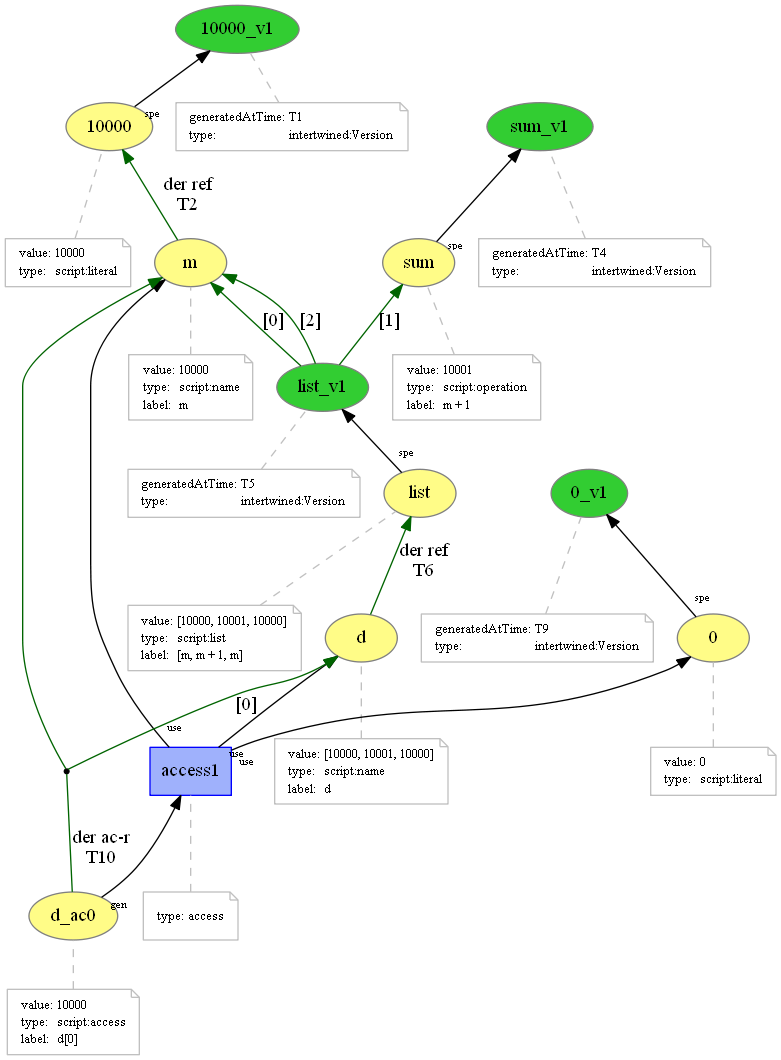 10000_v1
spe
generatedAtTime: T1
type: intertwined:Version
10000
sum_v1
der ref
T2
value: 10000
type: script:literal
spe
generatedAtTime: T4
type: intertwined:Version
m
sum
[0]
[2]
[1]
value: 10000
type: script:name
label: m
list_v1
value: 10001
type: script:operation
label: m + 1
spe
generatedAtTime: T5
type: intertwined:Version
list
0_v1
der ref
T6
spe
value: [10000, 10001, 10000]
type: script:list
label: [m, m + 1, m]
generatedAtTime: T9
type: intertwined:Version
d
0
[0]
use
use
use
access1
value: [10000, 10001, 10000]
type: script:name
label: d
value: 0
type: script:literal
der ac-r
T10
gen
d_ac0
type: access
value: 10000
type: script:access
label: d[0]